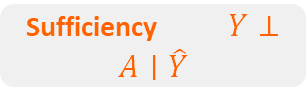 Sufficiency Y ⊥
A | Ŷ